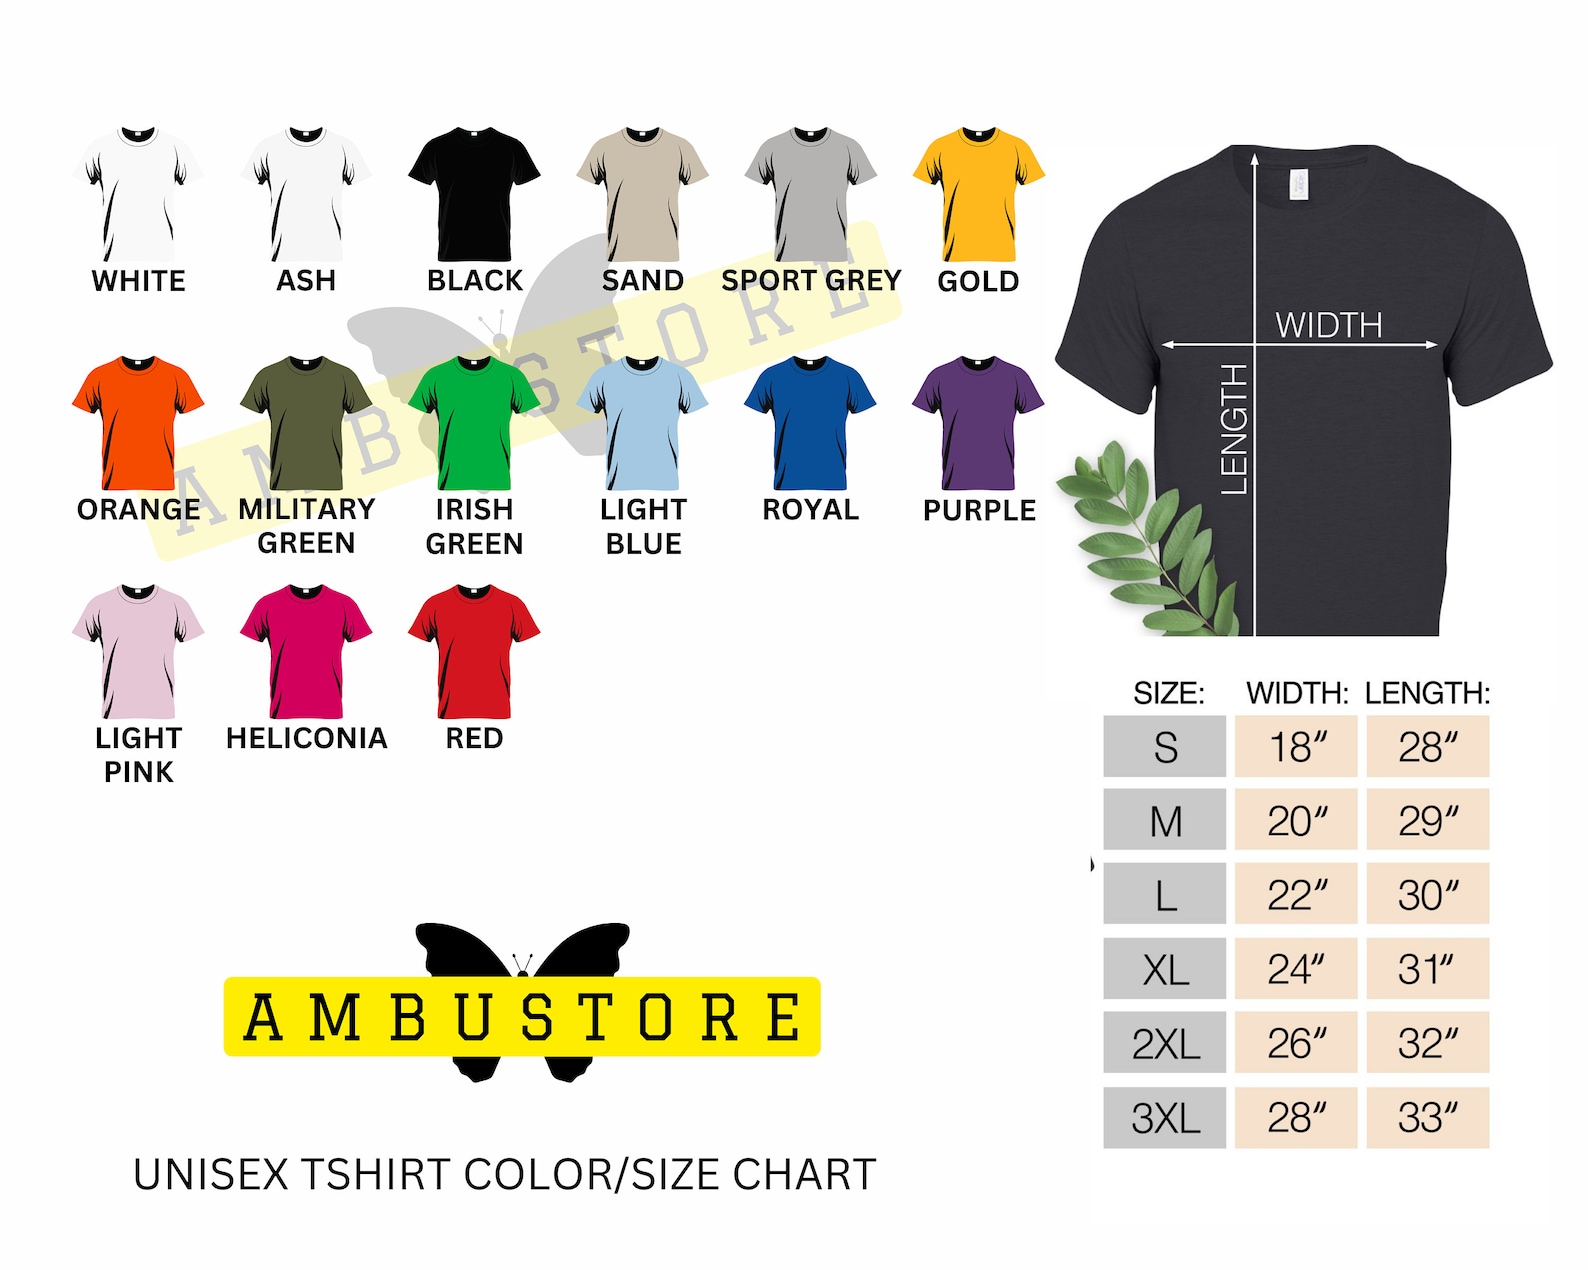 WHITE ASH BLACK SAND SPORT GREY GOLD
ORANGE MILITARY GREEN IRISH GREEN LIGHT BLUE ROYAL PURPLE
LIGHT PINK HELICONIA RED
AMBUSTORE
AMBUSTORE
UNISEX TSHIRT COLOR/SIZE CHART
WIDTH
LENGTH
SIZE: WIDTH: LENGTH:
S 18″ 28″
M 20″ 29″
L 22″ 30″
XL 24″ 31″
2XL 26″ 32″
3XL 28″ 33″